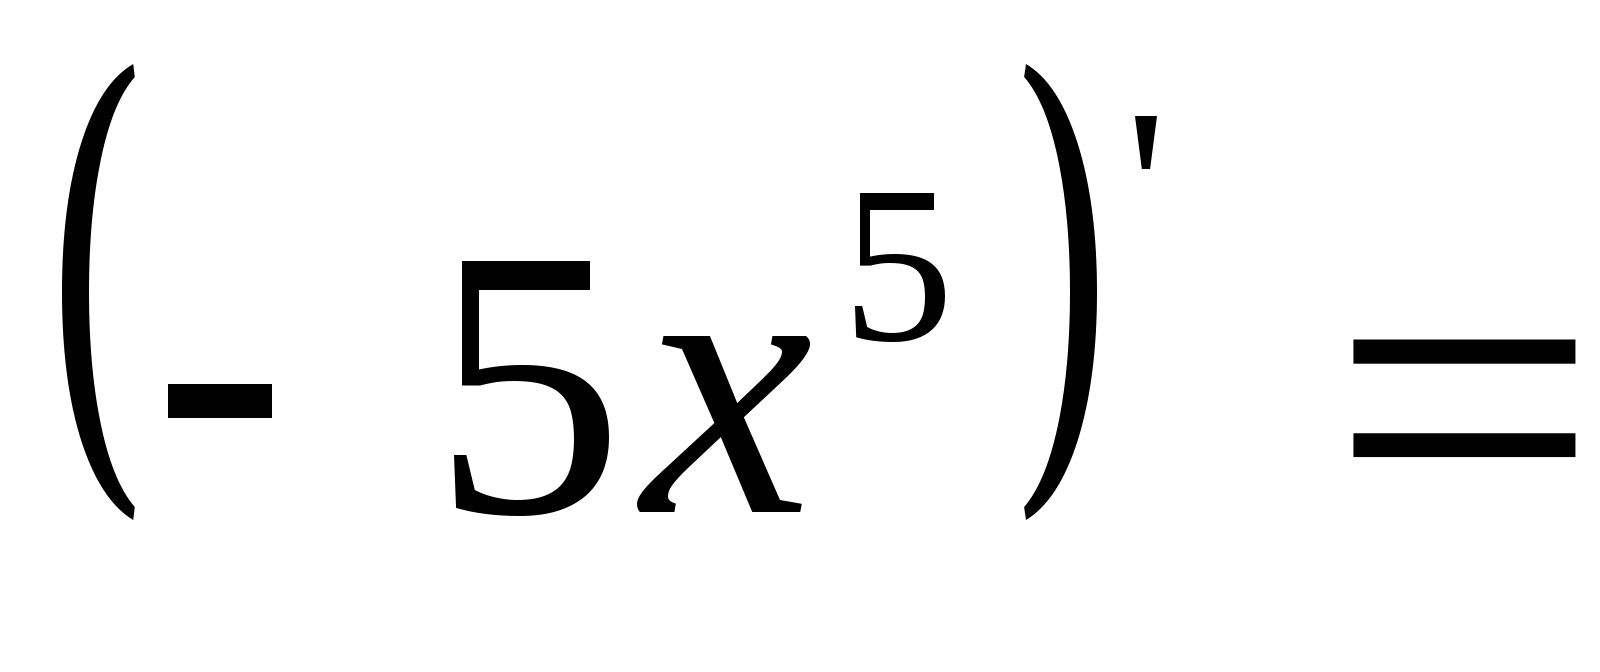 (- 5x⁵)' =